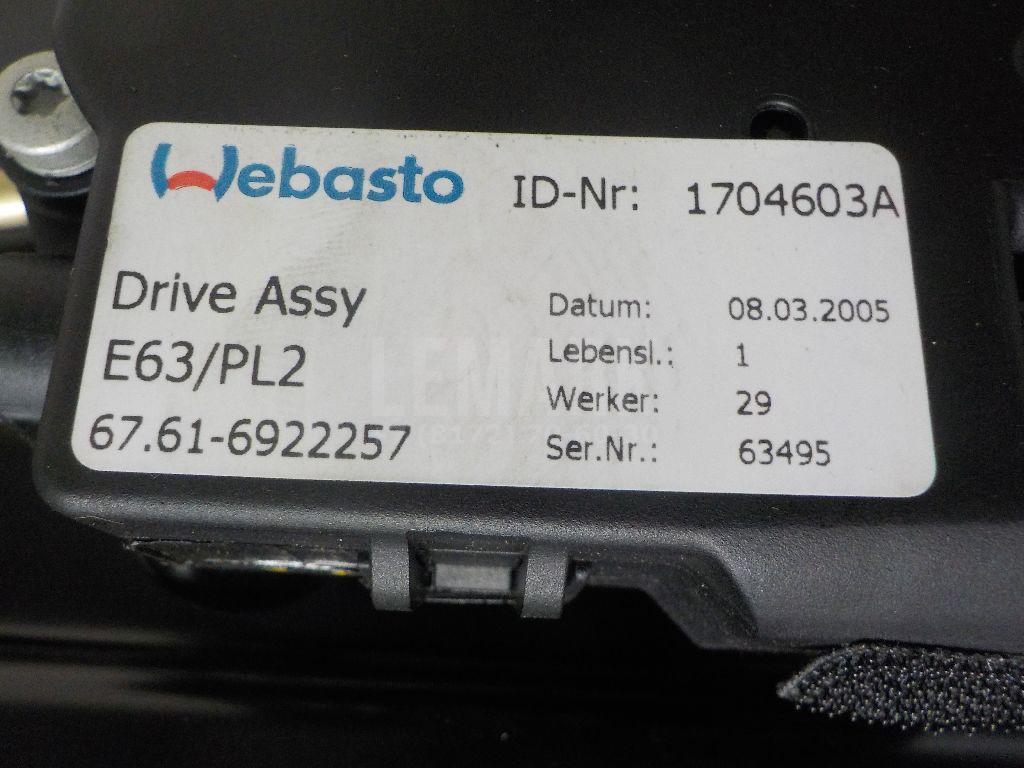 Webasto ID-Nr: 1704603A
Drive Assy
E63/PL2
67.61-6922257
Datum: 08.03.2005
Lebensl.: 1
Werker: 29
Ser.Nr.: 63495